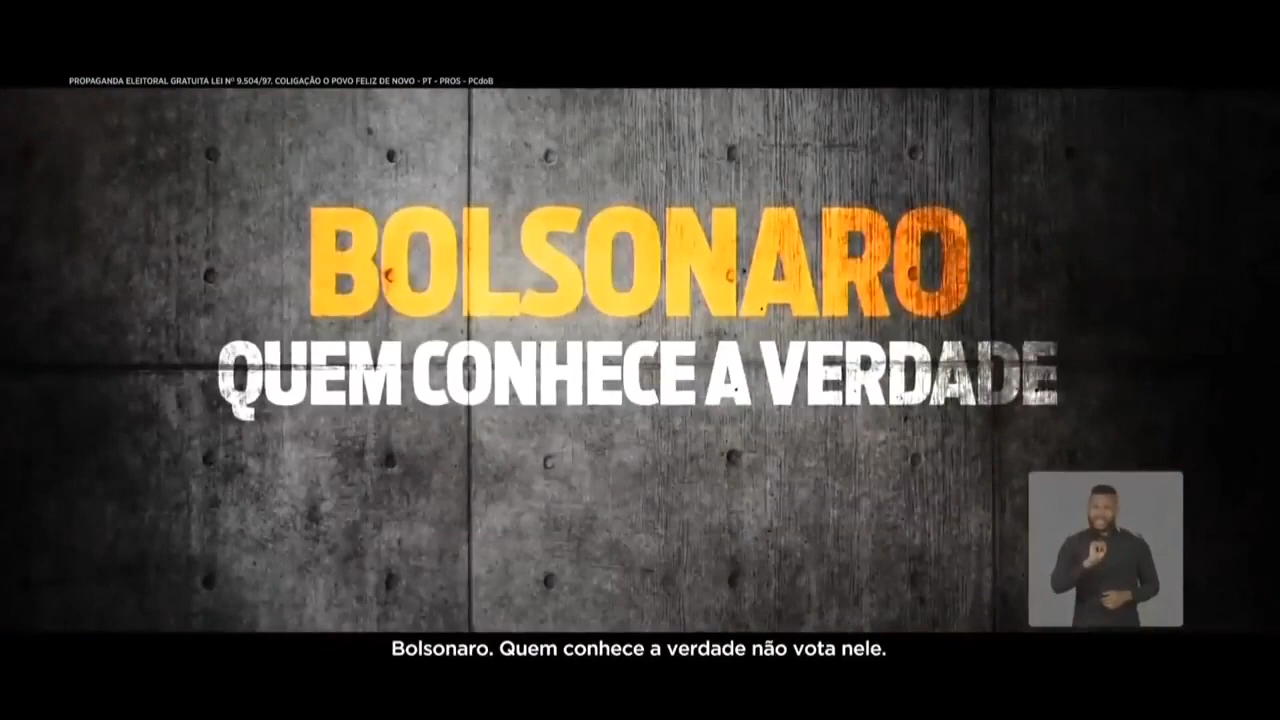 PROPAGANDA ELEITORAL GRATUITA LEI Nº 9.504/97. COLIGAÇÃO O POVO FELIZ DE NOVO - PT - PROS - PCdoB
BOLSONARO
QUEM CONHECE A VERDADE
Bolsonaro. Quem conhece a verdade não vota nele.